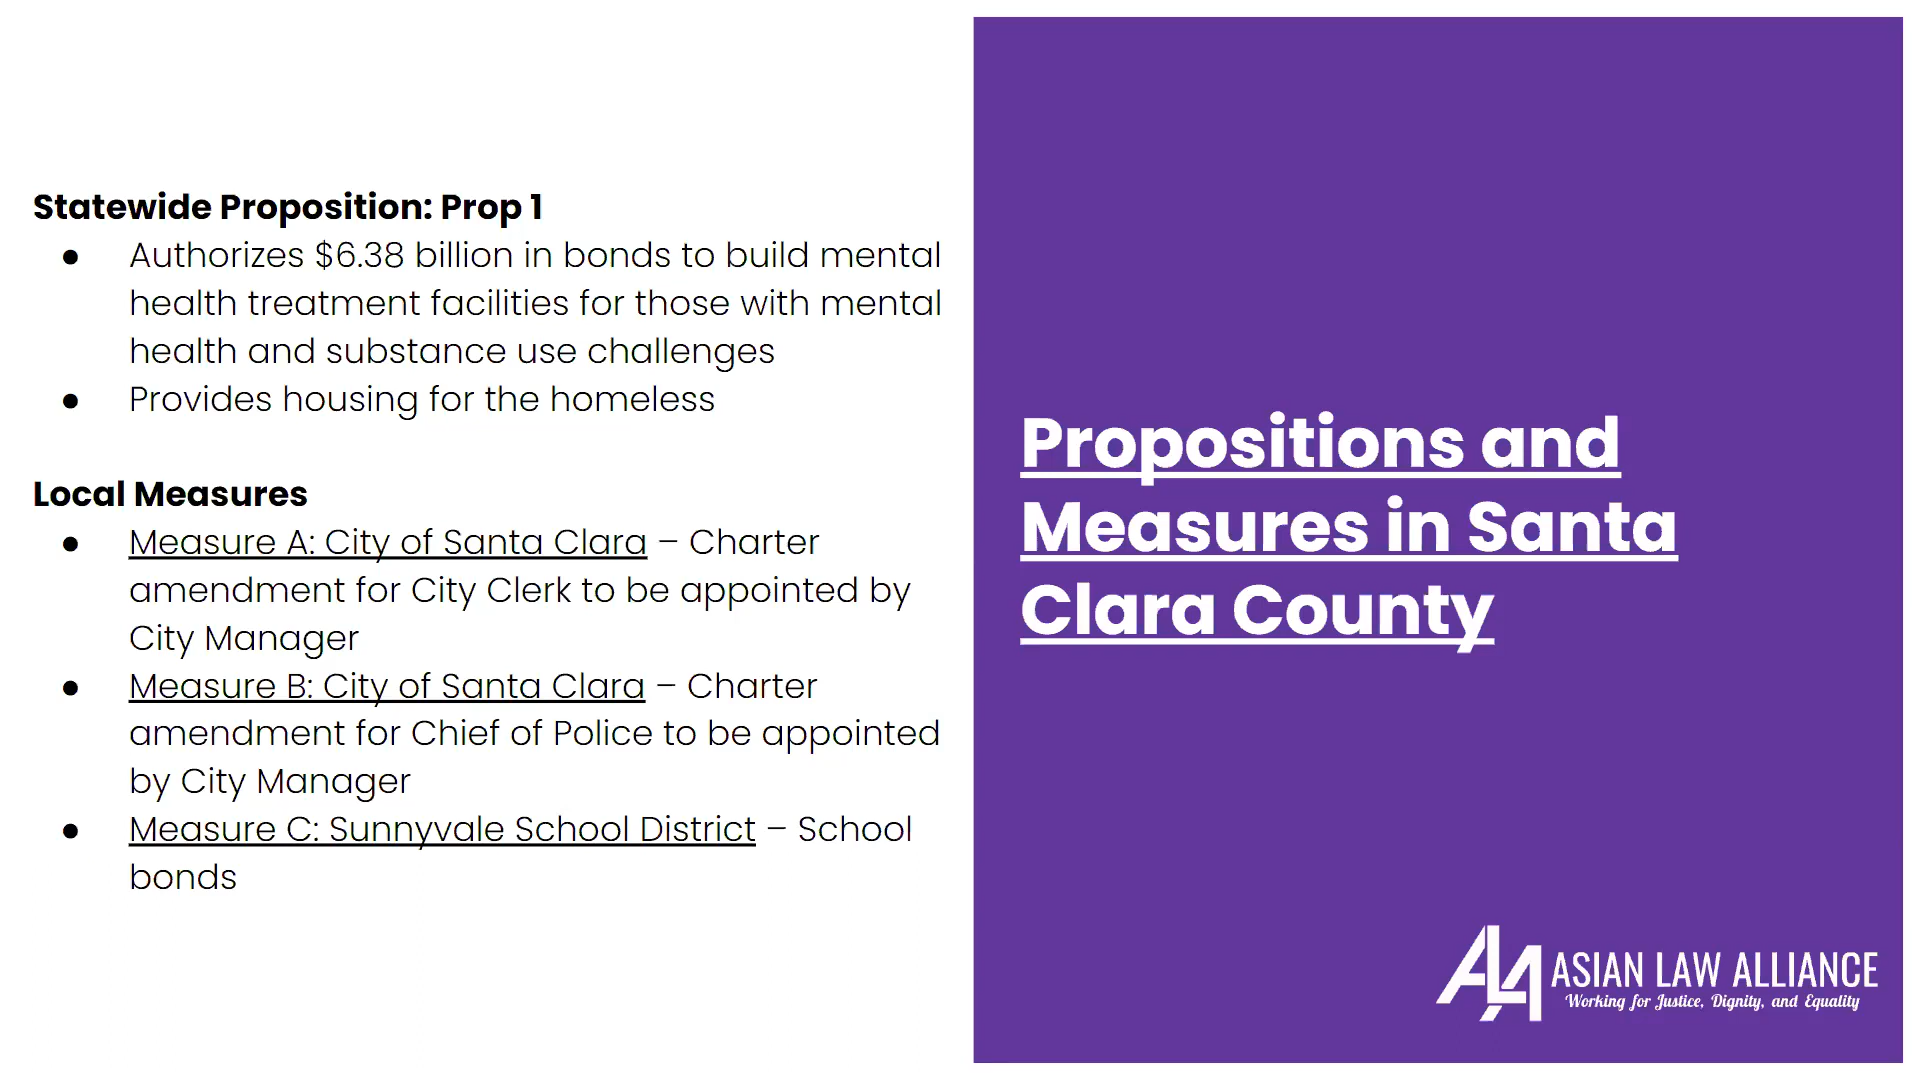 Statewide Proposition: Prop 1
● Authorizes $6.38 billion in bonds to build mental
health treatment facilities for those with mental
health and substance use challenges
● Provides housing for the homeless
Local Measures
● Measure A: City of Santa Clara – Charter
amendment for City Clerk to be appointed by
City Manager
● Measure B: City of Santa Clara – Charter
amendment for Chief of Police to be appointed
by City Manager
● Measure C: Sunnyvale School District – School
bonds
Propositions and
Measures in Santa
Clara County
ALA ASIAN LAW ALLIANCE
Working for Justice, Dignity, and Equality